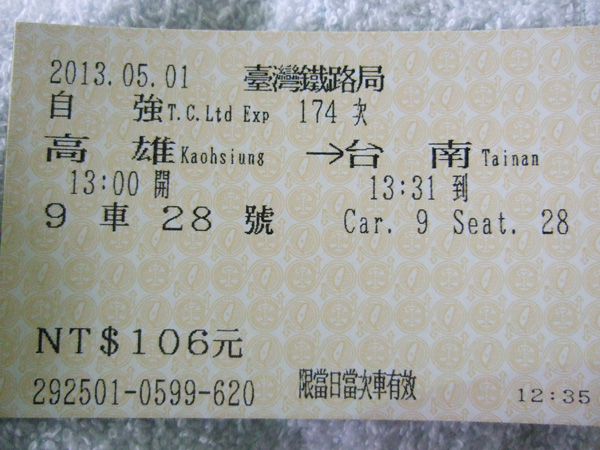 2013.05.01 臺灣鐵路局
自 強 T.C.Ltd Exp 174 次
高 雄 Kaohsiung → 台 南 Tainan
13:00 開 13:31 到
9 車 28 號 Car. 9 Seat. 28
NT$106元
292501-0599-620 限當日當次車有效 12:35